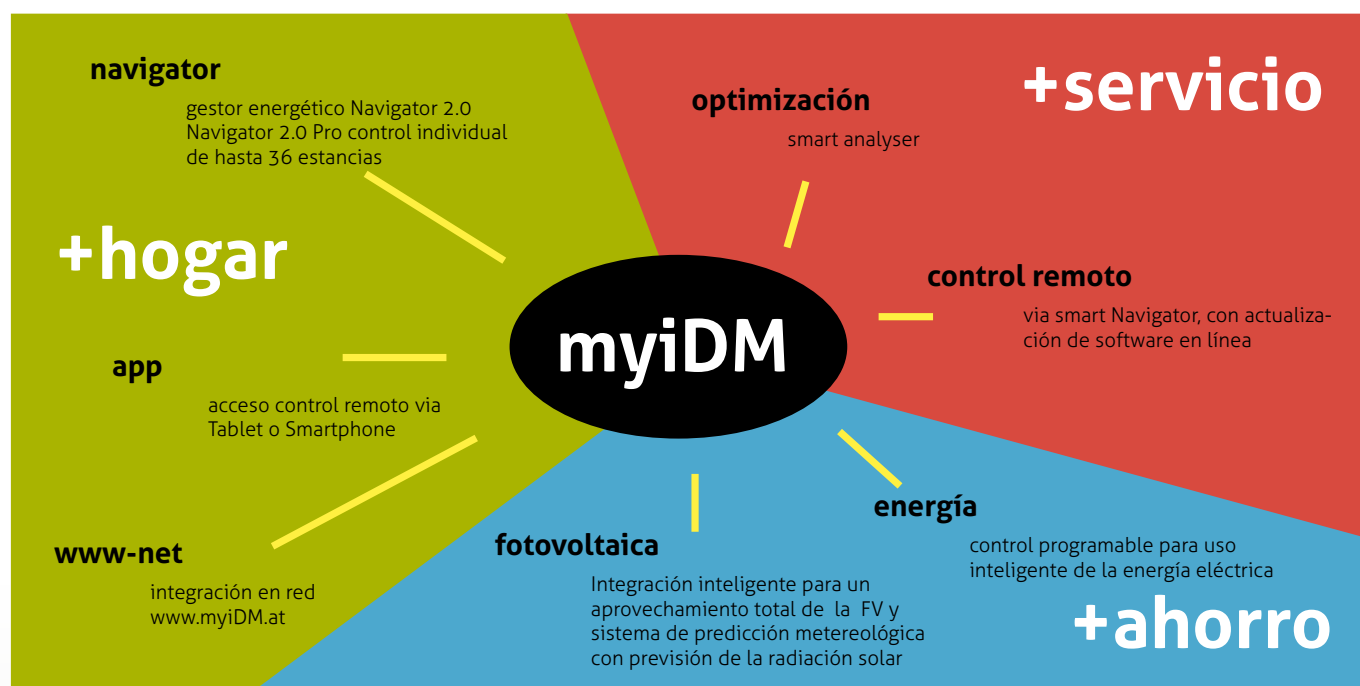 navigator
gestor energético Navigator 2.0
Navigator 2.0 Pro control individual
de hasta 36 estancias
+hogar
app
acceso control remoto via
Tablet o Smartphone
www-net
integración en red
www.myiDM.at
myiDM
+servicio
optimización
smart analyser
control remoto
via smart Navigator, con actualiza-
ción de software en línea
fotovoltaica
Integración inteligente para un
aprovechamiento total de la FV y
sistema de predicción metereológica
con previsión de la radiación solar
energía
control programable para uso
inteligente de la energía eléctrica
+ahorro